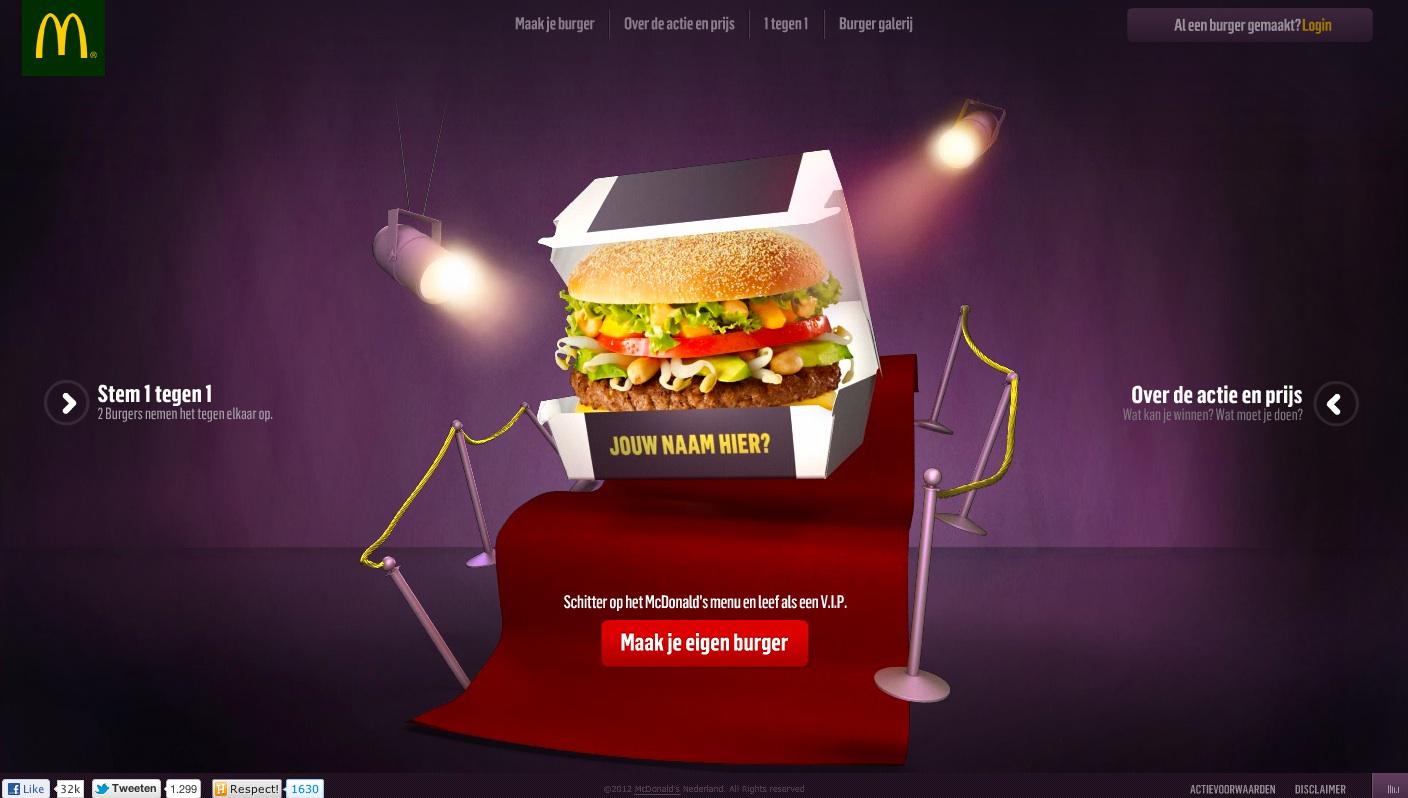 Maak je burger
Over de actie en prijs
1 tegen 1
Burger galerij
Al een burger gemaakt? Login
Stem 1 tegen 1
2 Burgers nemen het tegen elkaar op.
Over de actie en prijs
Wat kan je winnen? Wat moet je doen?
JOUW NAAM HIER?
Schitter op het McDonald's menu en leef als een V.I.P.
Maak je eigen burger
Like 32k Tweeten 1.299 Respect! 1630
©2012 McDonald's Nederland. All Rights reserved
ACTIEVOORWAARDEN DISCLAIMER